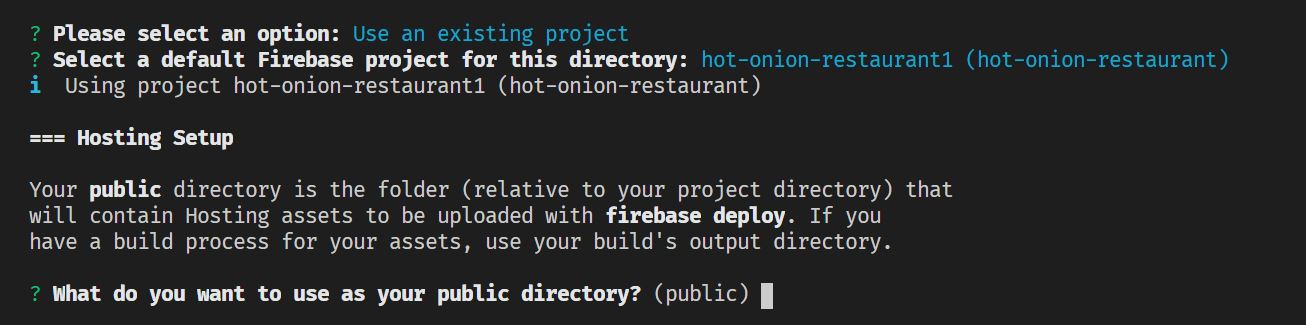 ? Please select an option: Use an existing project
? Select a default Firebase project for this directory: hot-onion-restaurant1 (hot-onion-restaurant)
i  Using project hot-onion-restaurant1 (hot-onion-restaurant)
=== Hosting Setup
Your public directory is the folder (relative to your project directory) that
will contain Hosting assets to be uploaded with firebase deploy. If you
have a build process for your assets, use your build's output directory.
? What do you want to use as your public directory? (public)